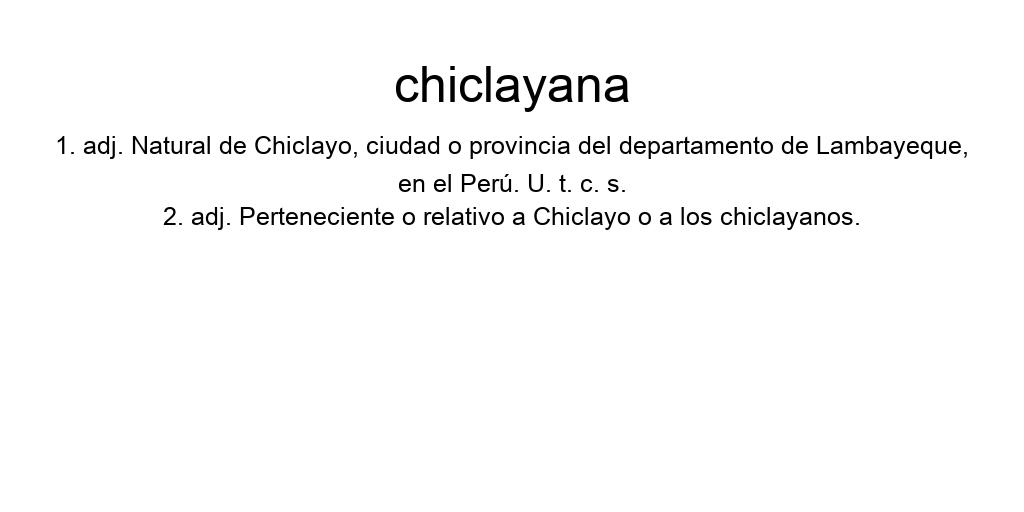 chiclayana
1. adj. Natural de Chiclayo, ciudad o provincia del departamento de Lambayeque,
en el Perú. U. t. c. s.
2. adj. Perteneciente o relativo a Chiclayo o a los chiclayanos.